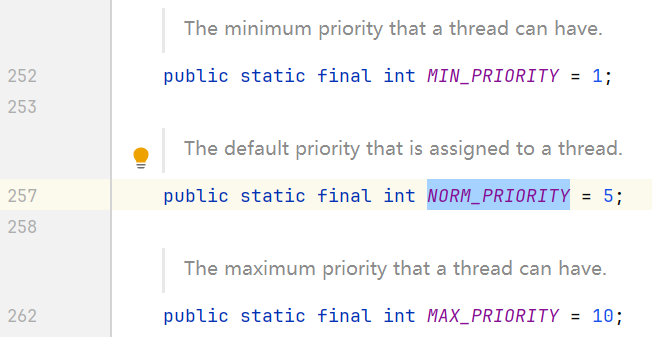 The minimum priority that a thread can have.
252 public static final int MIN_PRIORITY = 1;
253
The default priority that is assigned to a thread.
257 public static final int NORM_PRIORITY = 5;
258
The maximum priority that a thread can have.
262 public static final int MAX_PRIORITY = 10;